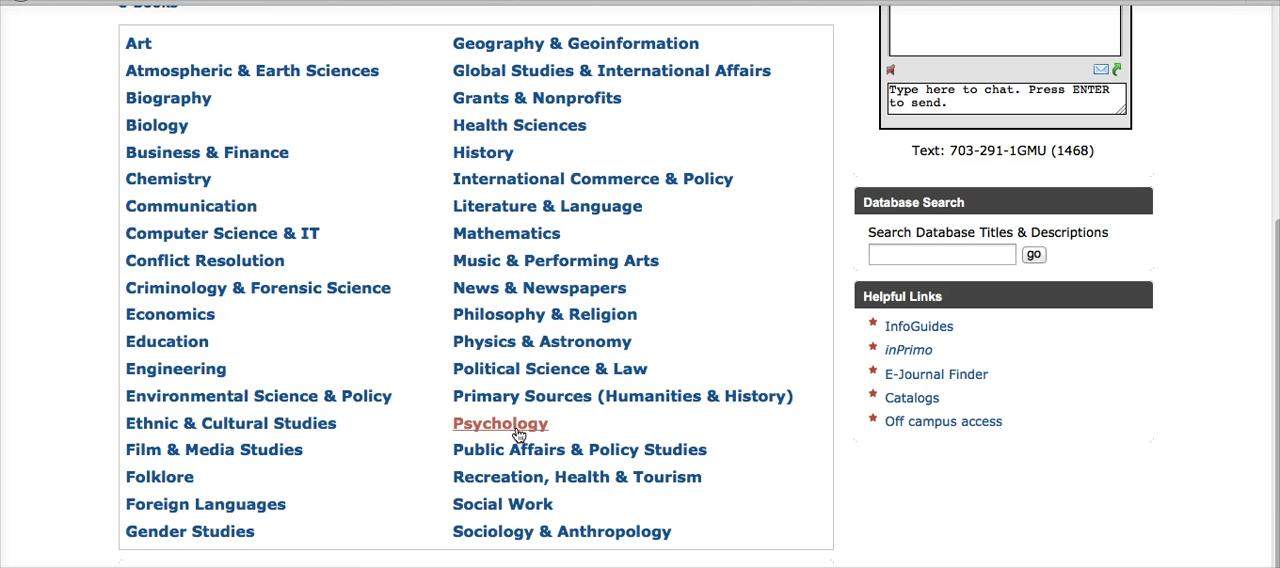 E-Books
Art
Atmospheric & Earth Sciences
Biography
Biology
Business & Finance
Chemistry
Communication
Computer Science & IT
Conflict Resolution
Criminology & Forensic Science
Economics
Education
Engineering
Environmental Science & Policy
Ethnic & Cultural Studies
Film & Media Studies
Folklore
Foreign Languages
Gender Studies
Geography & Geoinformation
Global Studies & International Affairs
Grants & Nonprofits
Health Sciences
History
International Commerce & Policy
Literature & Language
Mathematics
Music & Performing Arts
News & Newspapers
Philosophy & Religion
Physics & Astronomy
Political Science & Law
Primary Sources (Humanities & History)
Psychology
Public Affairs & Policy Studies
Recreation, Health & Tourism
Social Work
Sociology & Anthropology
Type here to chat. Press ENTER
to send.
Text: 703-291-1GMU (1468)
Database Search
Search Database Titles & Descriptions
go
Helpful Links
InfoGuides
inPrimo
E-Journal Finder
Catalogs
Off campus access